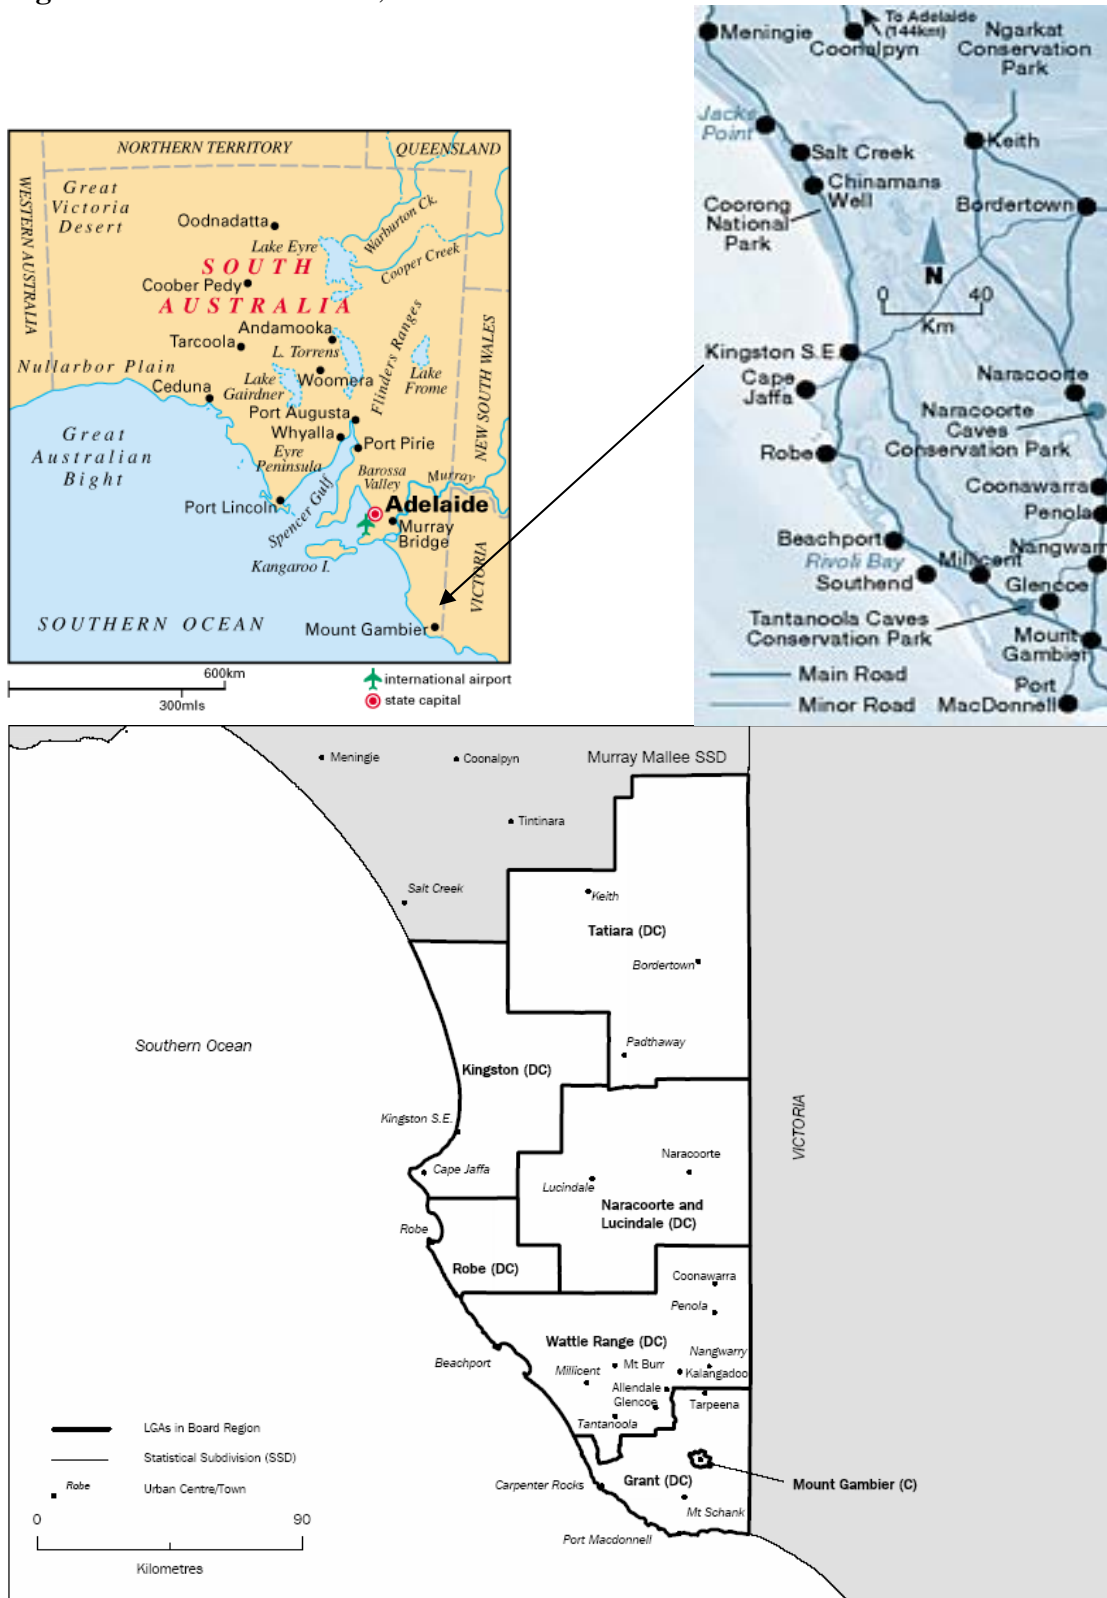 To Adelaide
(144km)
Meningie
Coonalpyn
Ngarkat
Conservation
Park
Jacks
Point
Keith
Salt Creek
Chinamans
Well
Coorong
National
Park
Bordertown
N
0 40
Km
Kingston S.E.
Cape
Jaffa
Naracoorte
Naracoorte
Caves
Conservation Park
Robe
Coonawarra
Penola
Beachport
Rivoli Bay
Millicent
Nangwarr
Southend
Glencoe
Tantanoola Caves
Conservation Park
Mount
Gambier
Main Road
Port
MacDonnell
Minor Road
NORTHERN TERRITORY
QUEENSLAND
WESTERN AUSTRALIA
Great
Victoria
Desert
Oodnadatta
Warburton Ck.
Lake Eyre
Cooper Creek
SOUTH
AUSTRALIA
Coober Pedy
Andamooka
Tarcoola
L. Torrens
Flinders Ranges
Nullarbor Plain
Lake
Gairdner
Woomera
Lake
Frome
NEW SOUTH WALES
Ceduna
Port Augusta
Whyalla
Port Pirie
Great
Australian
Bight
Eyre
Peninsula
Barossa
Valley
Murray
Port Lincoln
Spencer Gulf
Adelaide
Murray
Bridge
Kangaroo I.
VICTORIA
SOUTHERN OCEAN
Mount Gambier
600km
300mls
international airport
state capital
Meningie
Coonalpyn
Murray Mallee SSD
Tintinara
Salt Creek
Keith
Tatiara (DC)
Bordertown
Southern Ocean
Padthaway
Kingston (DC)
Kingston S.E.
VICTORIA
Cape Jaffa
Naracoorte
Lucindale
Naracoorte and
Lucindale (DC)
Robe
Robe (DC)
Coonawarra
Penola
Wattle Range (DC)
Nangwarry
Beachport
Millicent
Mt Burr
Kalangadoo
Allendale
Glencoe
Tarpeena
Tantanoola
Grant (DC)
Carpenter Rocks
Mount Gambier (C)
Mt Schank
Port Macdonnell
LGAs in Board Region
Statistical Subdivision (SSD)
Robe Urban Centre/Town
0 90
Kilometres